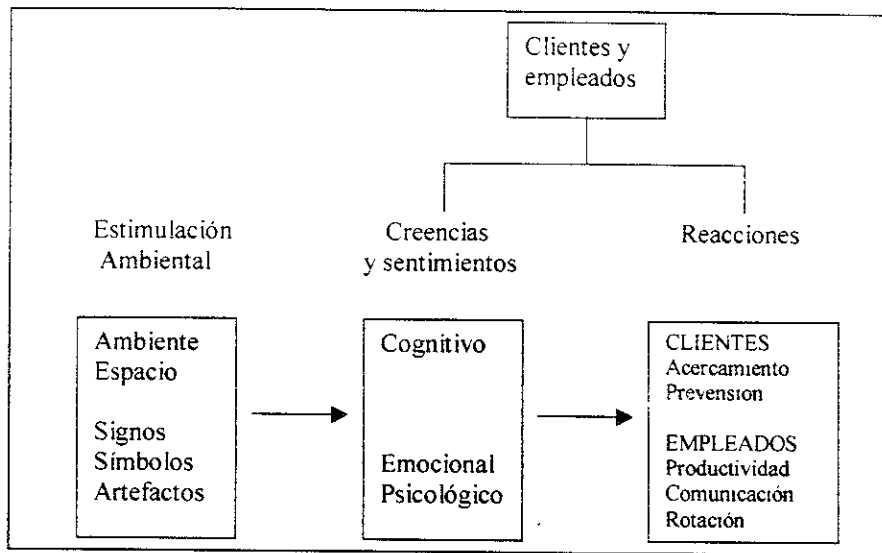 Clientes y
empleados
Estimulación
Ambiental
Creencias
y sentimientos
Reacciones
Ambiente
Espacio
Signos
Símbolos
Artefactos
Cognitivo
Emocional
Psicológico
CLIENTES
Acercamiento
Prevension
EMPLEADOS
Productividad
Comunicación
Rotación